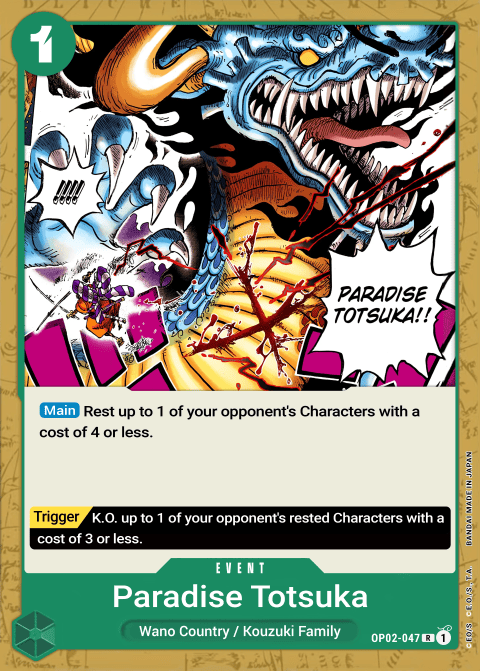 1
!!!!
PARADISE
TOTSUKA!!
Main Rest up to 1 of your opponent's Characters with a
cost of 4 or less.
Trigger K.O. up to 1 of your opponent's rested Characters with a
cost of 3 or less.
EVENT
Paradise Totsuka
Wano Country / Kouzuki Family
OP02-047 R 1
©E.O./S. ©E.O./S.,T.A. BANDAI MADE IN JAPAN